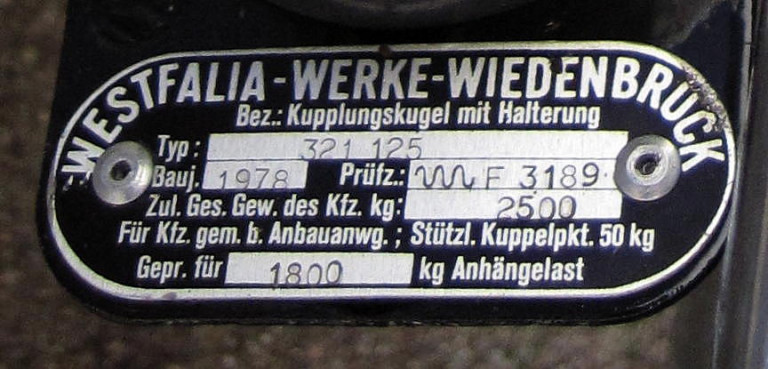 WESTFALIA-WERKE-WIEDENBRÜCK
Bez.: Kupplungskugel mit Halterung
Typ: 321 125
Bauj. 1978 Prüfz.: F 3189
Zul. Ges. Gew. des Kfz. kg: 2500
Für Kfz. gem. b. Anbauanwg.; Stützl. Kuppelpkt. 50 kg
Gepr. für 1800 kg Anhängelast